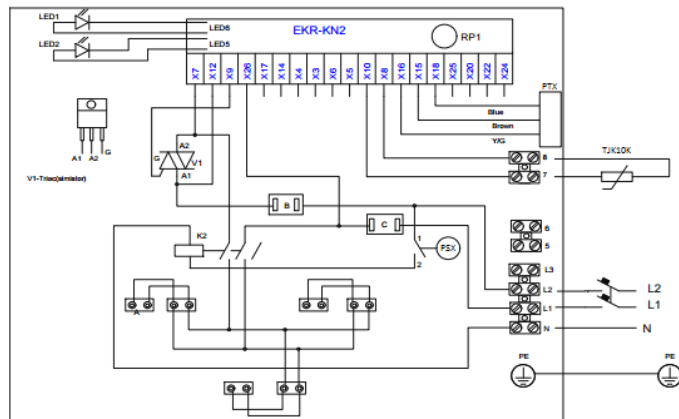 LED1
LED6
LED2
LED5
EKR-KN2
RP1
X7 X12 X9 X26 X17 X14 X4 X3 X6 X5 X10 X8 X16 X15 X18 X25 X20 X22 X24
PTX
Blue
Brown
Y/G
A2
G
V1
A1
A1 A2 G
V1-Triac(simistor)
8
7
TJK10K
B
C
K2
1
PSX
2
6
5
L3
L2
L1
N
L2
L1
N
A
PE
PE